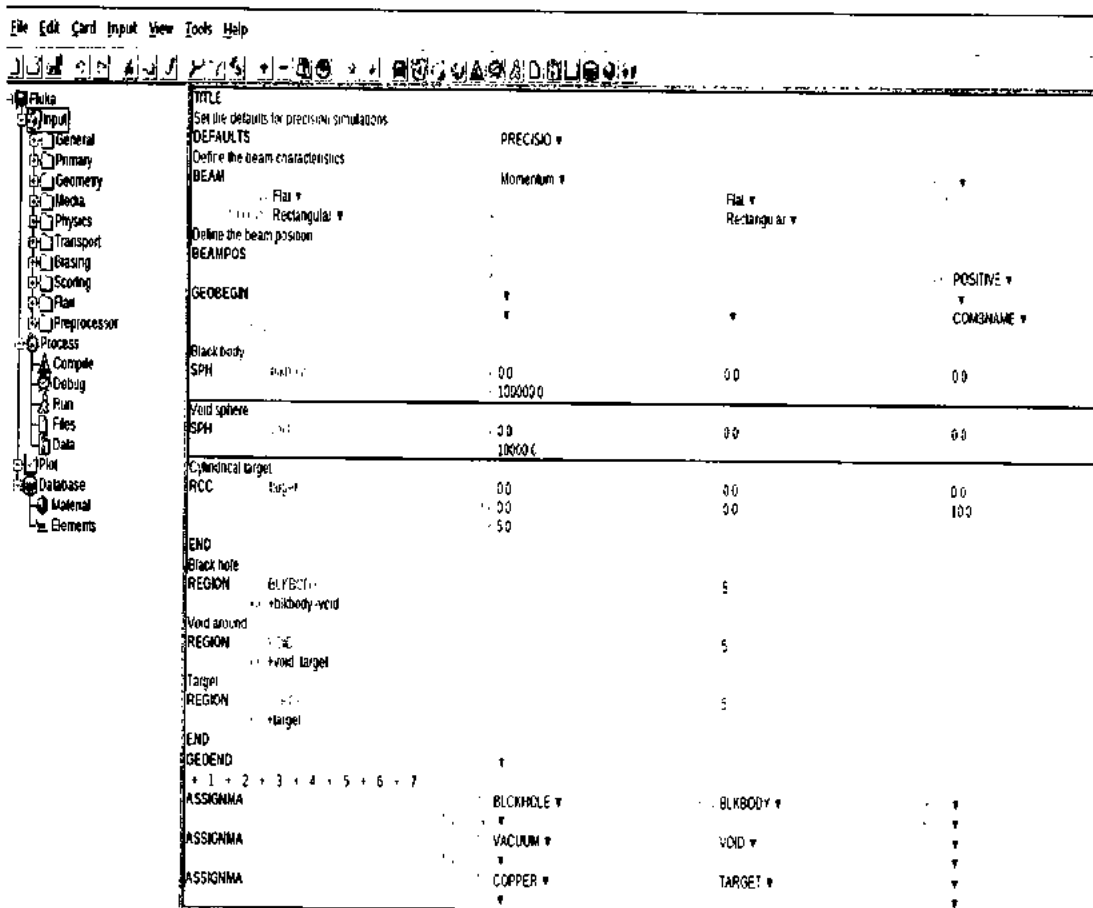 File Edit Card Input View Tools Help
Fluka
Input
General
Primary
Geometry
Media
Physics
Transport
Biasing
Scoring
Flair
Preprocessor
Process
Compile
Debug
Run
Files
Data
Plot
Database
Material
Elements
TITLE
Set the defaults for precision simulations
DEFAULTS PRECISIO ▼
Define the beam characteristics
BEAM Momentum ▼ ▼
Flat ▼ Flat ▼
Rectangular ▼ Rectangular ▼
Define the beam position
BEAMPOS
POSITIVE ▼
GEOBEGIN ▼ ▼
▼ ▼ COMBNAME ▼
Black body
SPH 0.0 0.0 0.0
100000.0
Void sphere
SPH 0.0 0.0 0.0
10000.0
Cylindrical target
RCC target 0.0 0.0 0.0
0.0 0.0 10.0
5.0
END
Black hole
REGION BLKBODY 5
+blkbody -void
Void around
REGION VOID 5
+void target
Target
REGION 5
+target
END
GEOEND ▼
+ 1 + 2 + 3 + 4 + 5 + 6 + 7
ASSIGNMA BLCKHOLE ▼ BLKBODY ▼ ▼
▼ ▼
ASSIGNMA VACUUM ▼ VOID ▼ ▼
▼ ▼
ASSIGNMA COPPER ▼ TARGET ▼ ▼
▼ ▼